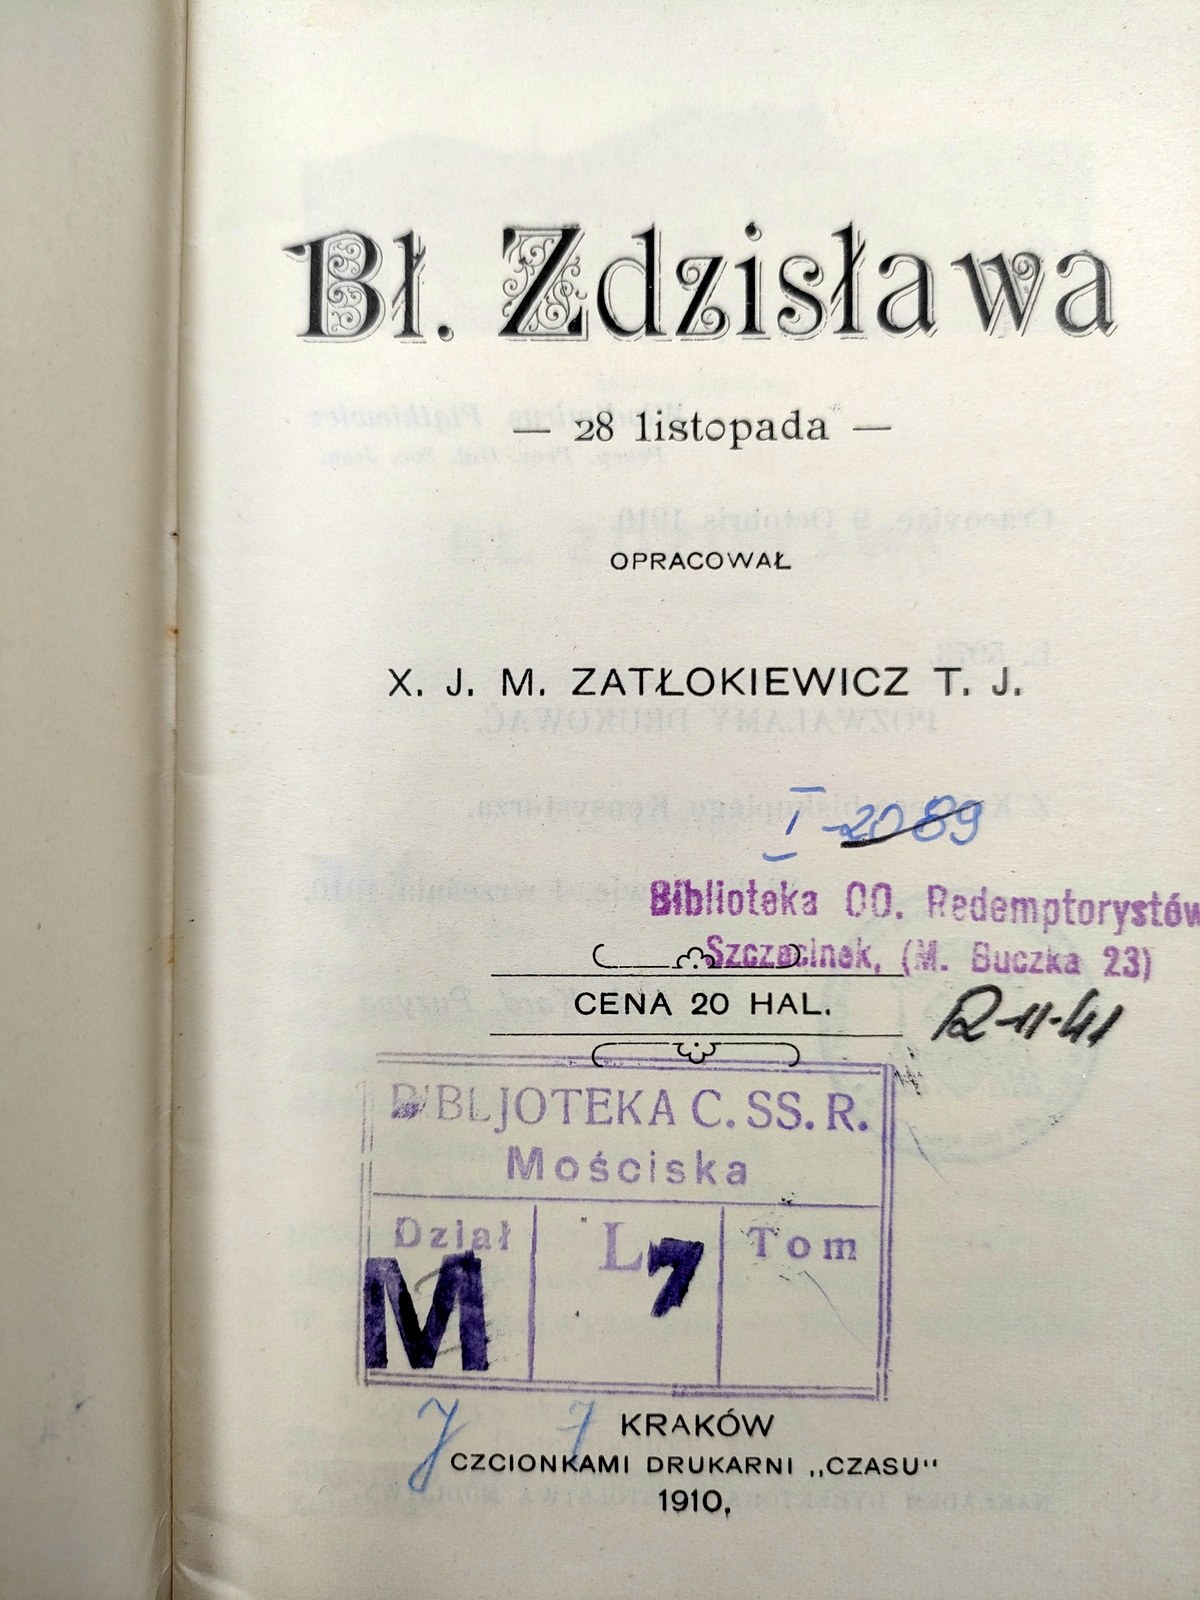 Bł. Zdzisława
— 28 listopada —
OPRACOWAŁ
X. J. M. ZATŁOKIEWICZ T. J.
I-2089
Biblioteka OO. Redemptorystów
Szczecinek, (M. Buczka 23)
CENA 20 HAL.
R-11-41
BIBLJOTEKA C. SS. R.
Mościska
Dział L. Tom
M 7
J 7
KRAKÓW
CZCIONKAMI DRUKARNI „CZASU“
1910.